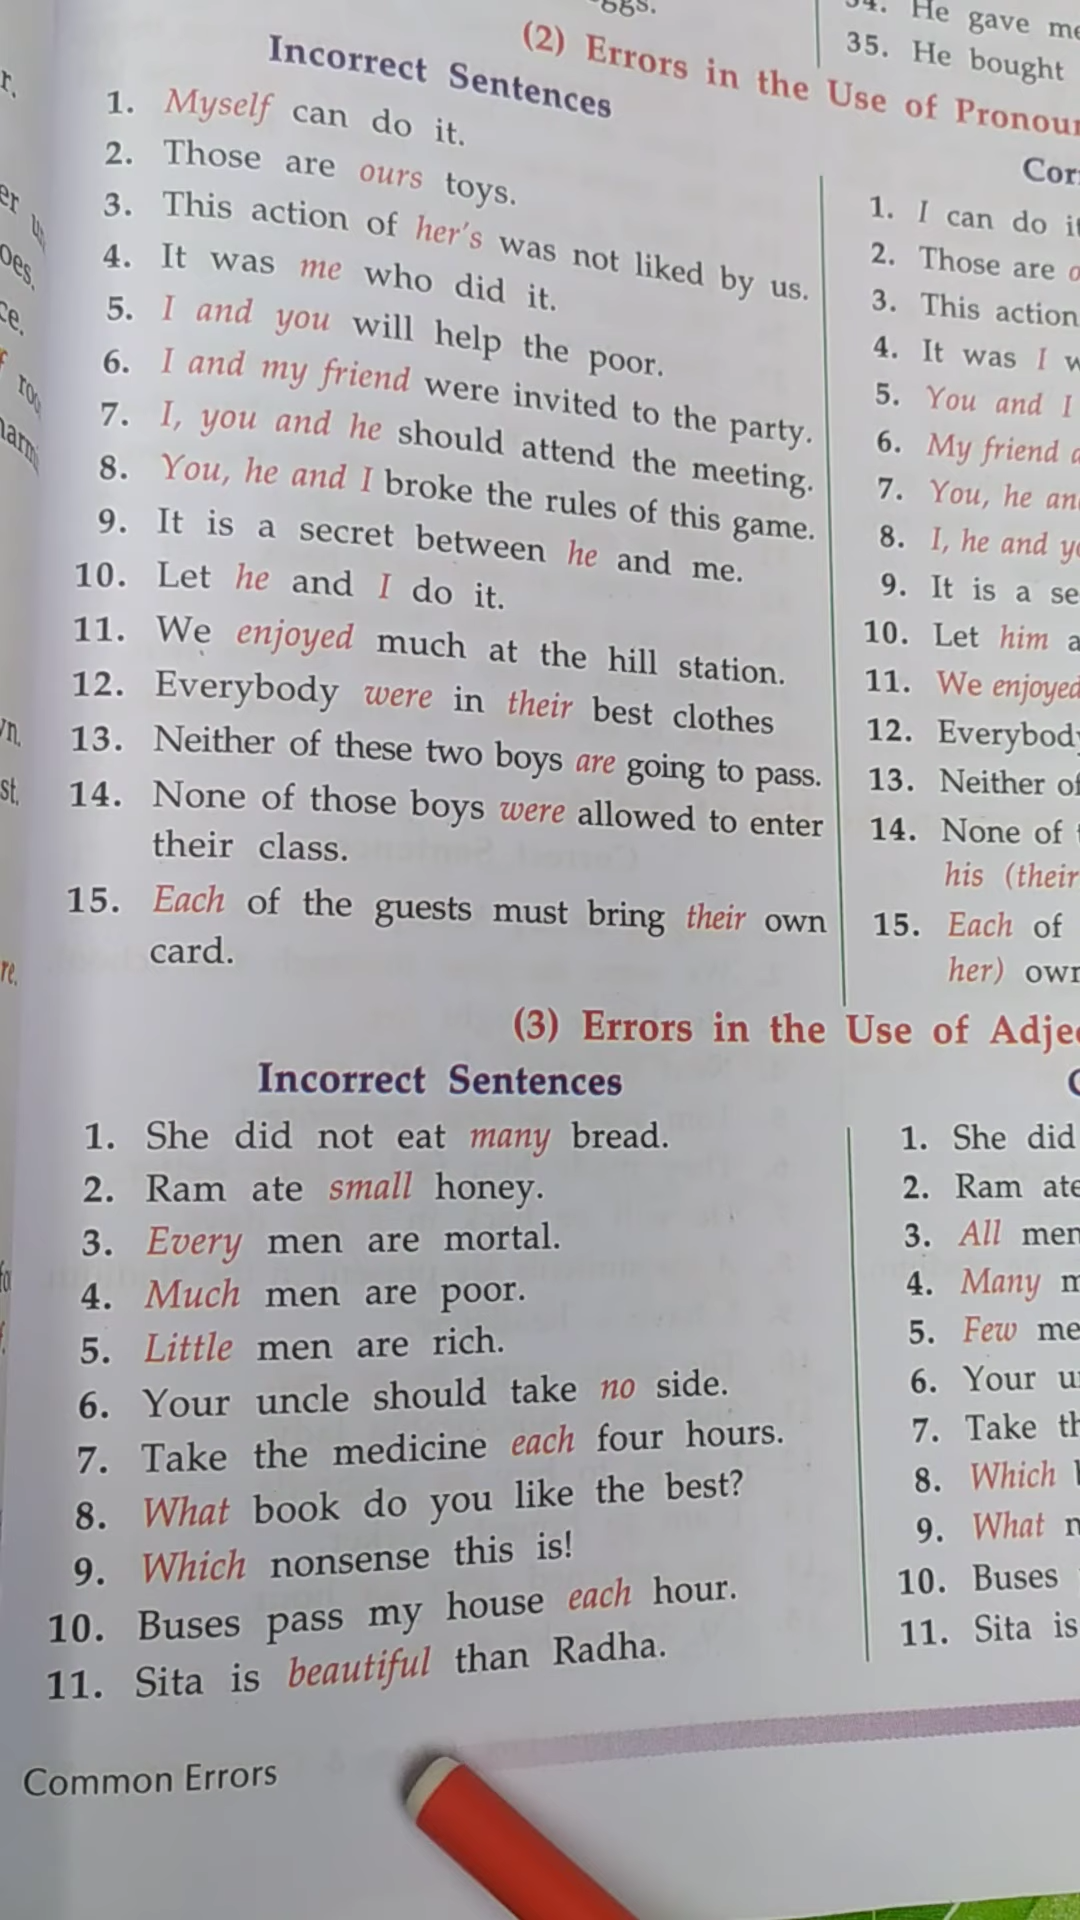 34. He gave me
35. He bought
(2) Errors in the Use of Pronoun
Incorrect Sentences
1. Myself can do it.
2. Those are ours toys.
3. This action of her's was not liked by us.
4. It was me who did it.
5. I and you will help the poor.
6. I and my friend were invited to the party.
7. I, you and he should attend the meeting.
8. You, he and I broke the rules of this game.
9. It is a secret between he and me.
10. Let he and I do it.
11. We enjoyed much at the hill station.
12. Everybody were in their best clothes
13. Neither of these two boys are going to pass.
14. None of those boys were allowed to enter
their class.
15. Each of the guests must bring their own
card.
Cor
1. I can do it
2. Those are
3. This action
4. It was I
5. You and I
6. My friend
7. You, he an
8. I, he and yo
9. It is a se
10. Let him a
11. We enjoyed
12. Everybody
13. Neither of
14. None of
his (their
15. Each of
her) own
(3) Errors in the Use of Adje
Incorrect Sentences
1. She did not eat many bread.
2. Ram ate small honey.
3. Every men are mortal.
4. Much men are poor.
5. Little men are rich.
6. Your uncle should take no side.
7. Take the medicine each four hours.
8. What book do you like the best?
9. Which nonsense this is!
10. Buses pass my house each hour.
11. Sita is beautiful than Radha.
1. She did
2. Ram ate
3. All men
4. Many m
5. Few me
6. Your u
7. Take th
8. Which
9. What n
10. Buses
11. Sita is
Common Errors